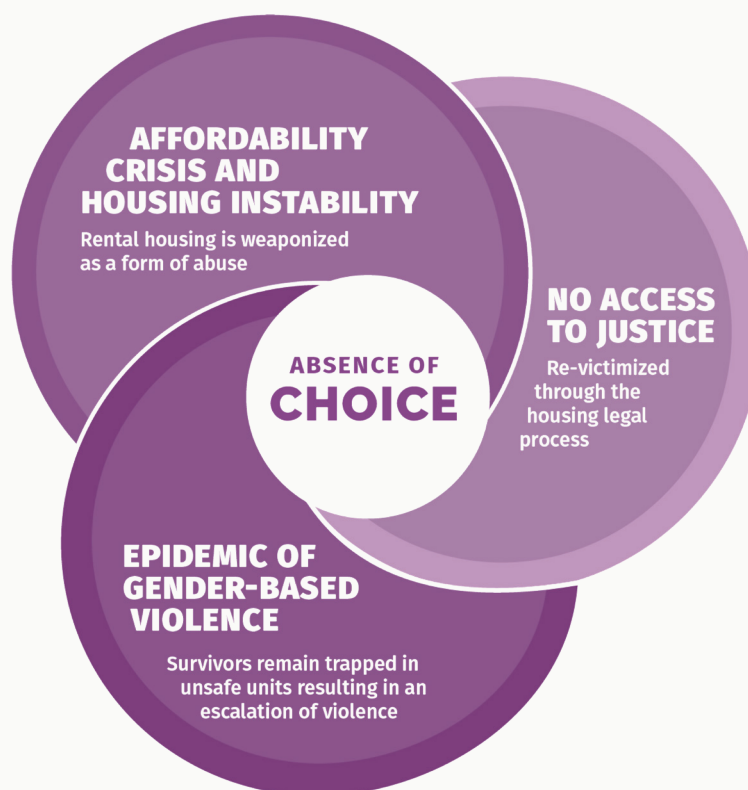 AFFORDABILITY
CRISIS AND
HOUSING INSTABILITY
Rental housing is weaponized
as a form of abuse
NO ACCESS
TO JUSTICE
Re-victimized
through the
housing legal
process
ABSENCE OF
CHOICE
EPIDEMIC OF
GENDER-BASED
VIOLENCE
Survivors remain trapped in
unsafe units resulting in an
escalation of violence